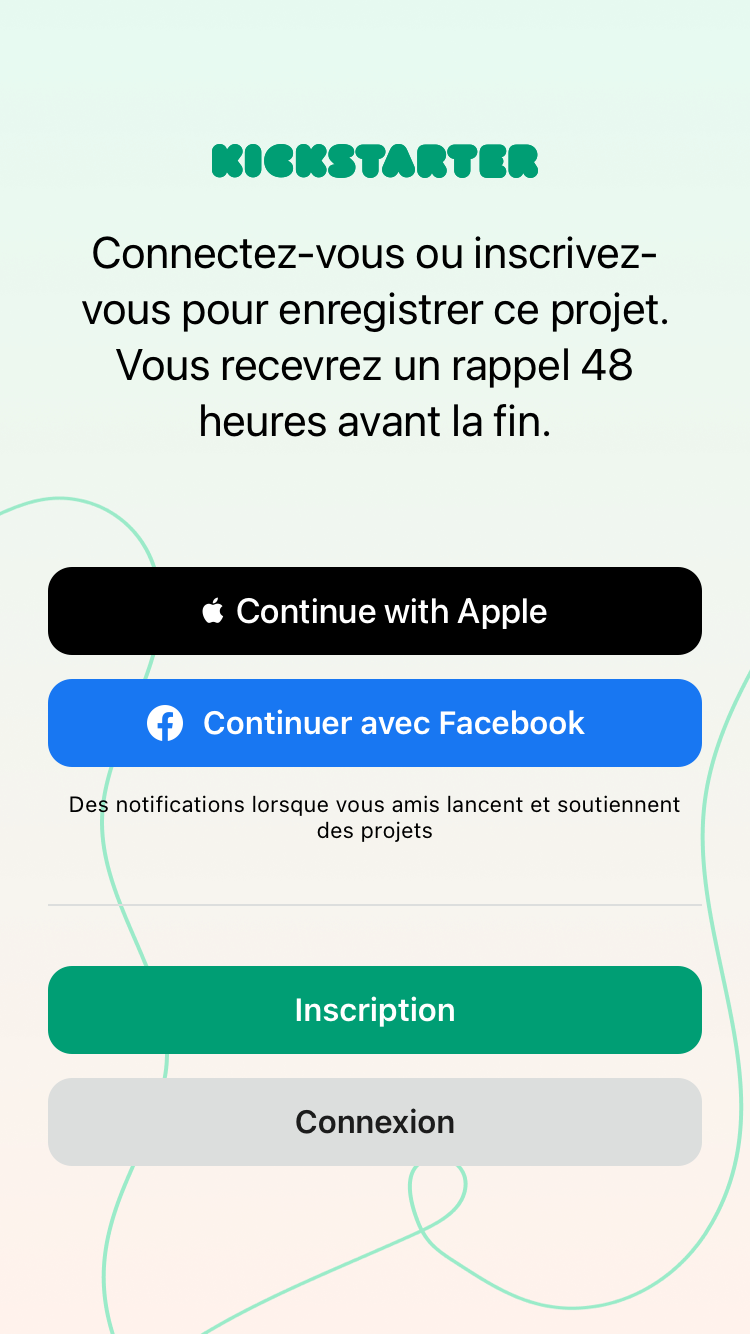 KICKSTARTER
Connectez-vous ou inscrivez-
vous pour enregistrer ce projet.
Vous recevrez un rappel 48
heures avant la fin.
Continue with Apple
Continuer avec Facebook
Des notifications lorsque vous amis lancent et soutiennent
des projets
Inscription
Connexion